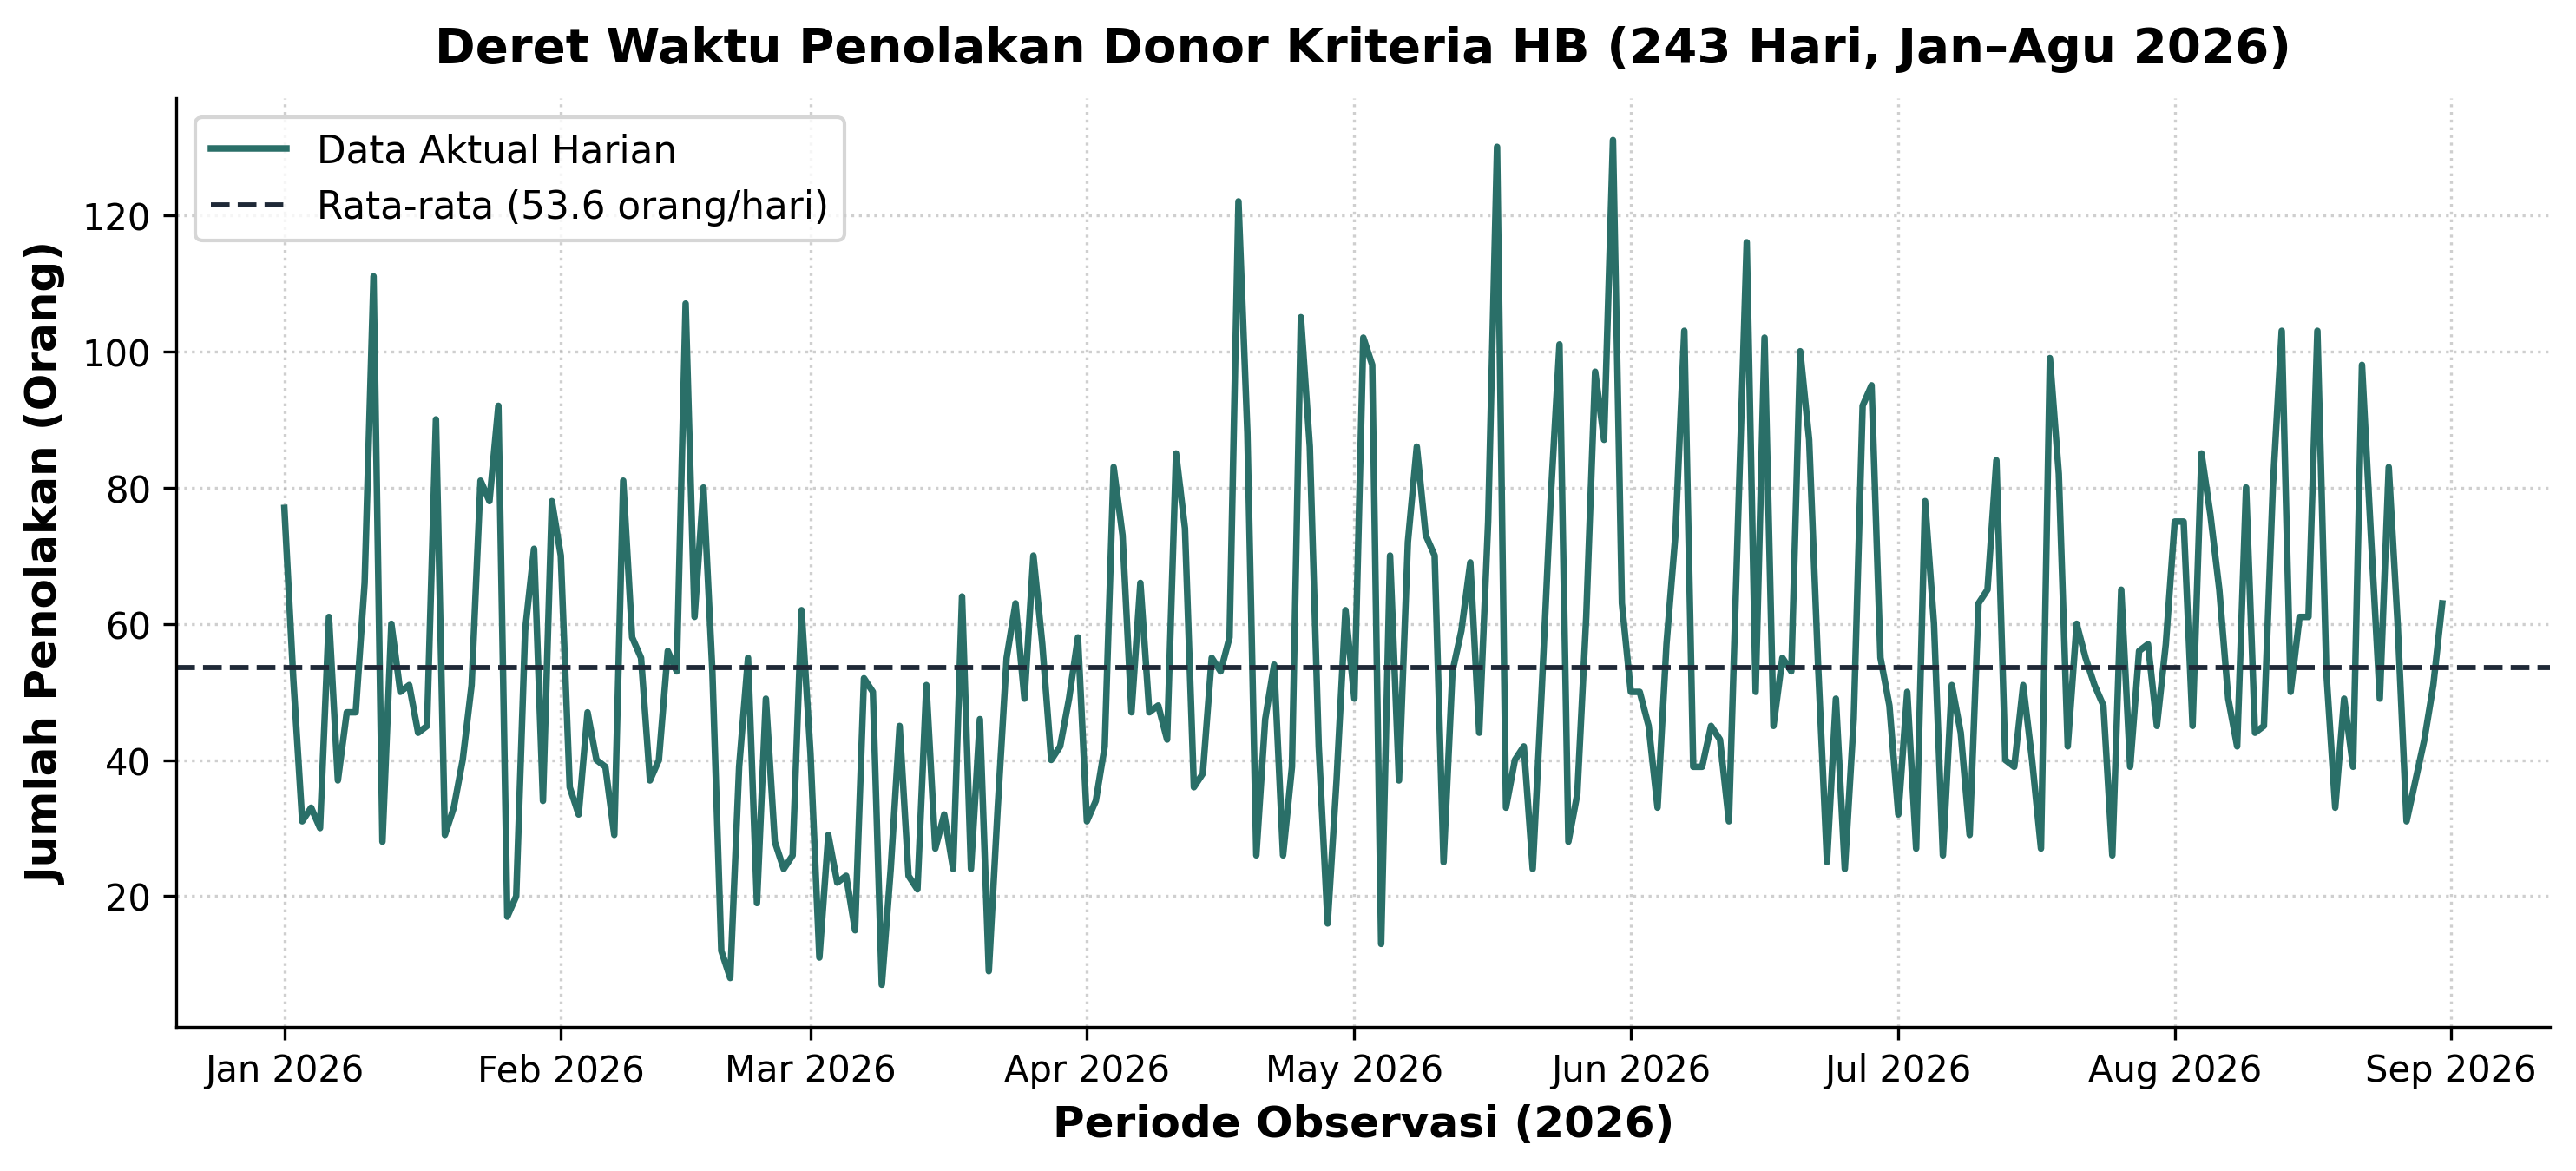 Deret Waktu Penolakan Donor Kriteria HB (243 Hari, Jan–Agu 2026)
Data Aktual Harian
Rata-rata (53.6 orang/hari)
Jumlah Penolakan (Orang)
120
100
80
60
40
20
Jan 2026 Feb 2026 Mar 2026 Apr 2026 May 2026 Jun 2026 Jul 2026 Aug 2026 Sep 2026
Periode Observasi (2026)